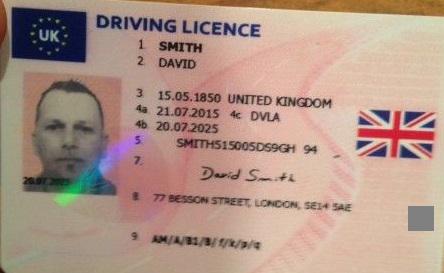 UK
DRIVING LICENCE
1 SMITH
2 DAVID
3 15.05.1850 UNITED KINGDOM
4a 21.07.2015 4c DVLA
4b 20.07.2025
5. SMITH515005DS9GH 94
7. David Smith
8 77 BESSON STREET, LONDON, SE14 5AE
9 AM/A/B1/B/f/k/p/q
20.07.2025